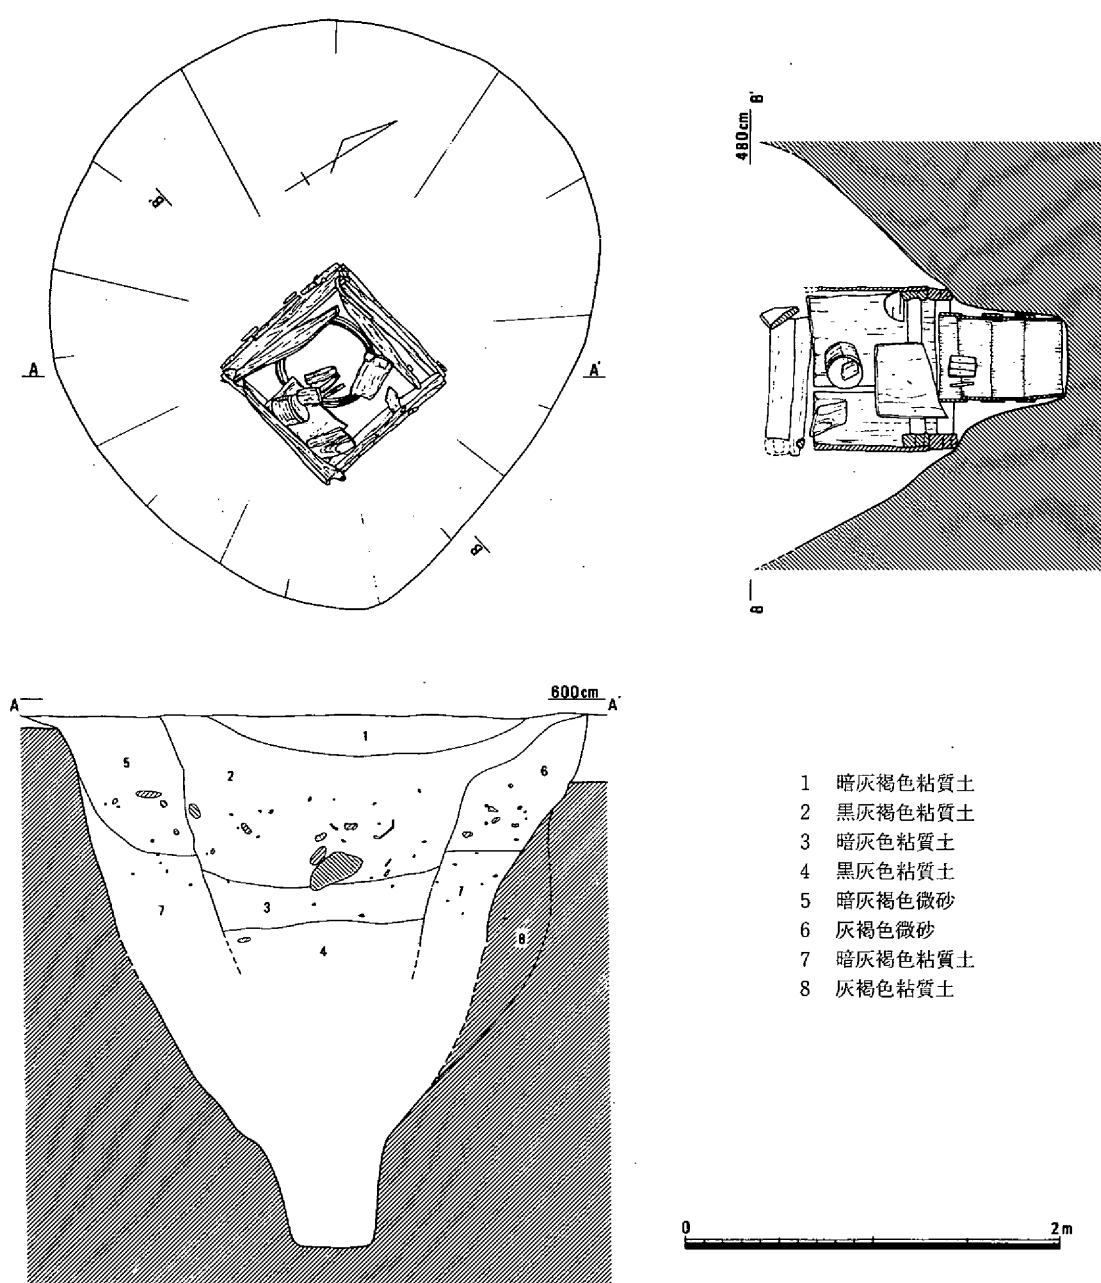 B'
480cm
B'
A
A'
B
B
A
600cm
A'
1
5
2
6
3
7
7
4
8
1 暗灰褐色粘質土
2 黒灰褐色粘質土
3 暗灰色粘質土
4 黒灰色粘質土
5 暗灰褐色微砂
6 灰褐色微砂
7 暗灰褐色粘質土
8 灰褐色粘質土
0 2m